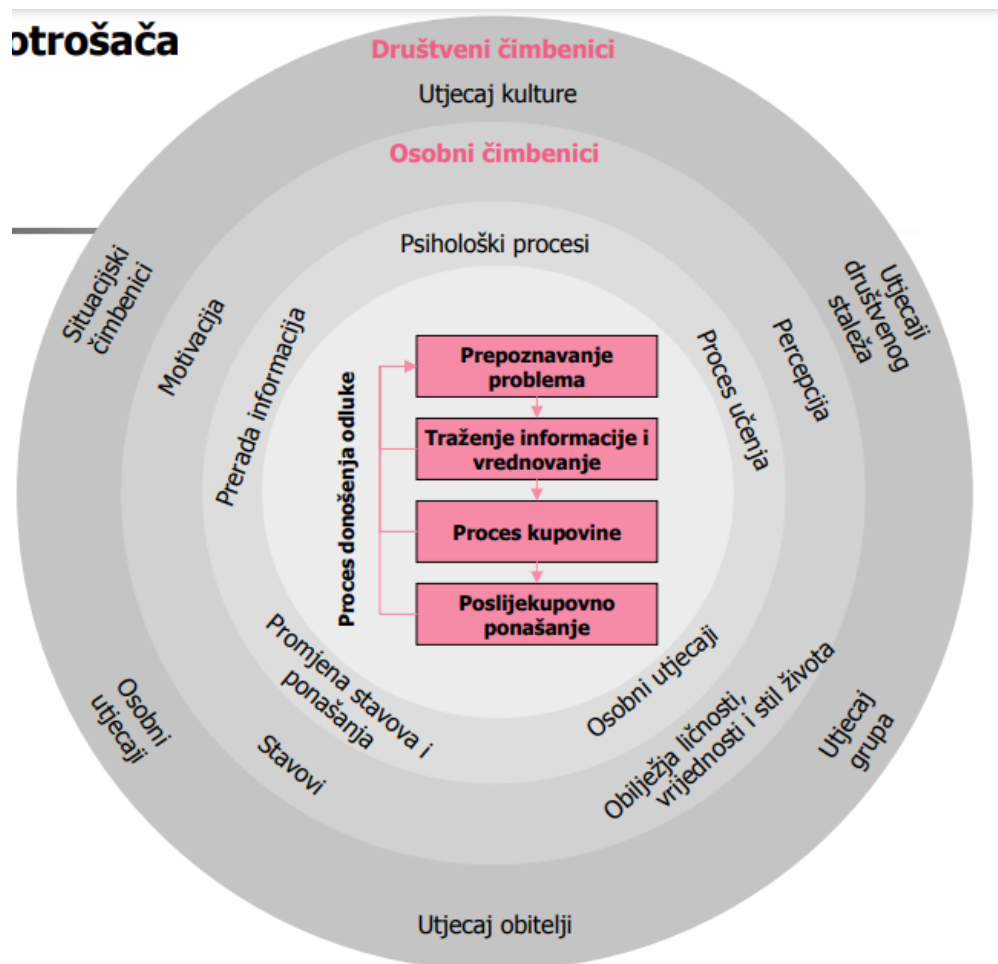 otrošača
Društveni čimbenici
Utjecaj kulture
Osobni čimbenici
Psihološki procesi
Situacijski
čimbenici
Motivacija
Prerada informacija
Proces učenja
Percepcija
Utjecaji
društvenog
staleža
Proces donošenja odluke
Prepoznavanje
problema
Traženje informacije i
vrednovanje
Proces kupovine
Poslijekupovno
ponašanje
Osobni
utjecaji
Stavovi
Promjena stavova i
ponašanja
Osobni utjecaji
Obilježja ličnosti,
vrijednosti i stil života
Utjecaj
grupa
Utjecaj obitelji